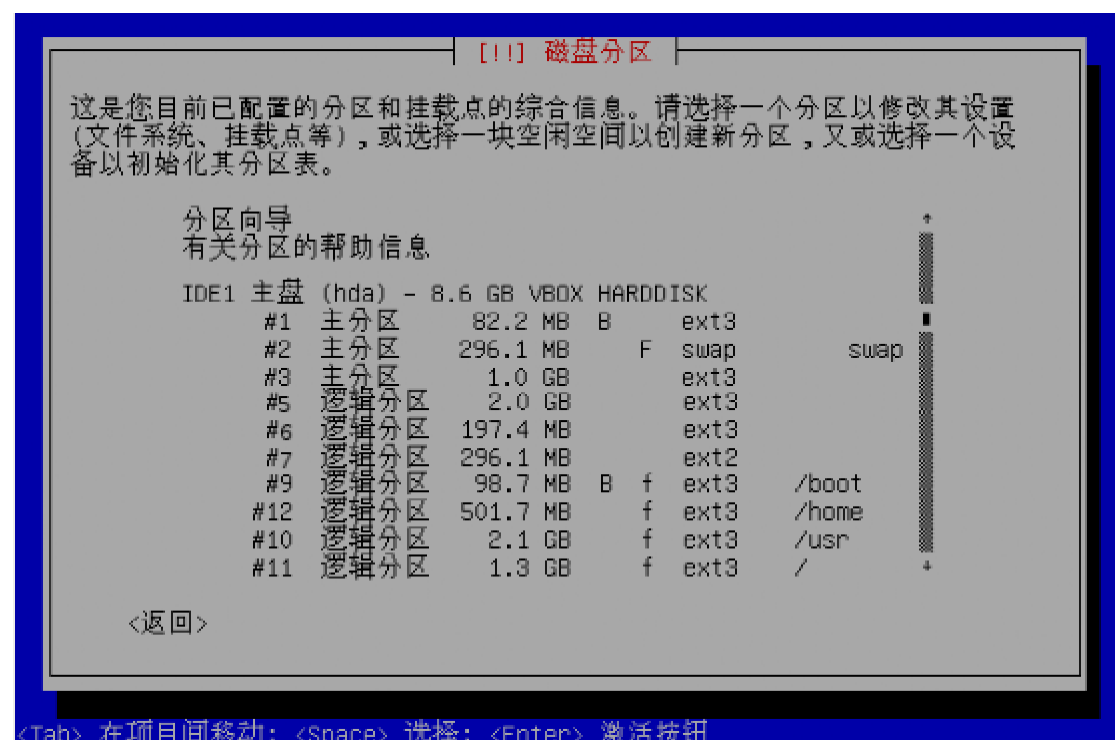 [!!] 磁盘分区
这是您目前已配置的分区和挂载点的综合信息。请选择一个分区以修改其设置
(文件系统、挂载点等),或选择一块空闲空间以创建新分区,又或选择一个设
备以初始化其分区表。
分区向导
有关分区的帮助信息
IDE1 主盘 (hda) - 8.6 GB VBOX HARDDISK
#1 主分区 82.2 MB B ext3
#2 主分区 296.1 MB F swap swap
#3 主分区 1.0 GB ext3
#5 逻辑分区 2.0 GB ext3
#6 逻辑分区 197.4 MB ext3
#7 逻辑分区 296.1 MB ext2
#9 逻辑分区 98.7 MB B f ext3 /boot
#12 逻辑分区 501.7 MB f ext3 /home
#10 逻辑分区 2.1 GB f ext3 /usr
#11 逻辑分区 1.3 GB f ext3 /
<返回>
<Tab> 在项目间移动; <Space> 选择; <Enter> 激活按钮